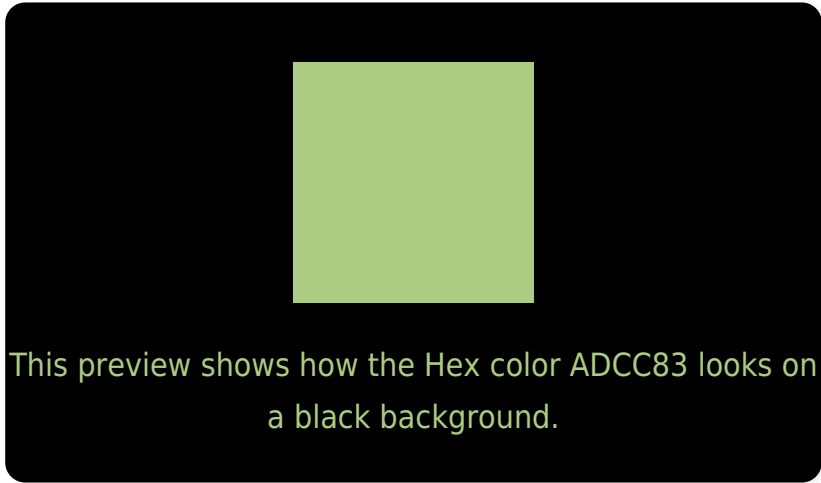 This preview shows how the Hex color ADCC83 looks on
a black background.